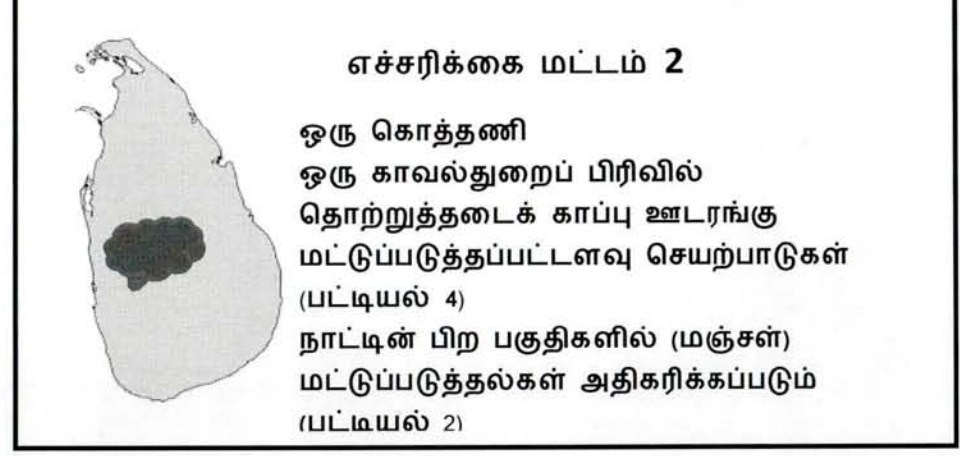 எச்சரிக்கை மட்டம் 2
ஒரு கொத்தணி
ஒரு காவல்துறைப் பிரிவில்
தொற்றுத்தடைக் காப்பு ஊடரங்கு
மட்டுப்படுத்தப்பட்டளவு செயற்பாடுகள்
(பட்டியல் 4)
நாட்டின் பிற பகுதிகளில் (மஞ்சள்)
மட்டுப்படுத்தல்கள் அதிகரிக்கப்படும்
(பட்டியல் 2)